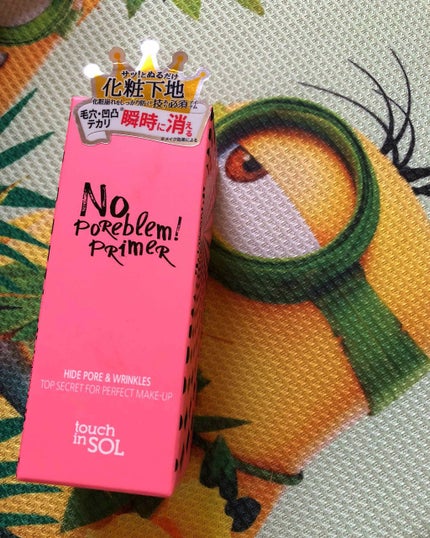 サッ!とぬるだけ
化粧下地
毛穴・凹凸
テカリ
瞬時に消える
No
Poreblem!
Primer
HIDE PORE & WRINKLES
TOP SECRET FOR PERFECT MAKE-UP
touch
in SOL